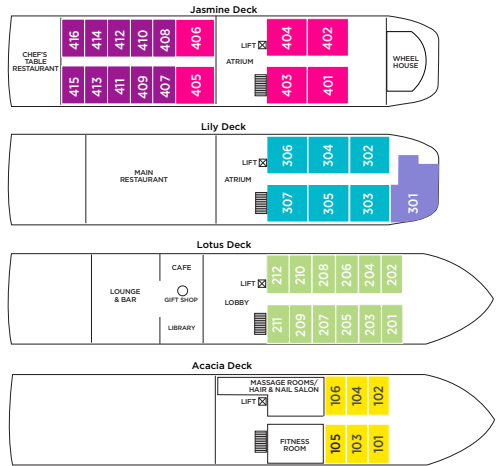 Jasmine Deck
416 414 412 410 408 406
404 402
LIFT
CHEF'S
TABLE
RESTAURANT
ATRIUM
WHEEL
HOUSE
415 413 411 409 407 405
403 401
Lily Deck
306 304 302
LIFT
MAIN
RESTAURANT
ATRIUM
307 305 303 301
Lotus Deck
CAFE
212 210 208 206 204 202
LIFT
LOUNGE
& BAR
GIFT SHOP
LOBBY
LIBRARY
211 209 207 205 203 201
Acacia Deck
MASSAGE ROOMS/
HAIR & NAIL SALON
106 104 102
LIFT
FITNESS
ROOM
105 103 101